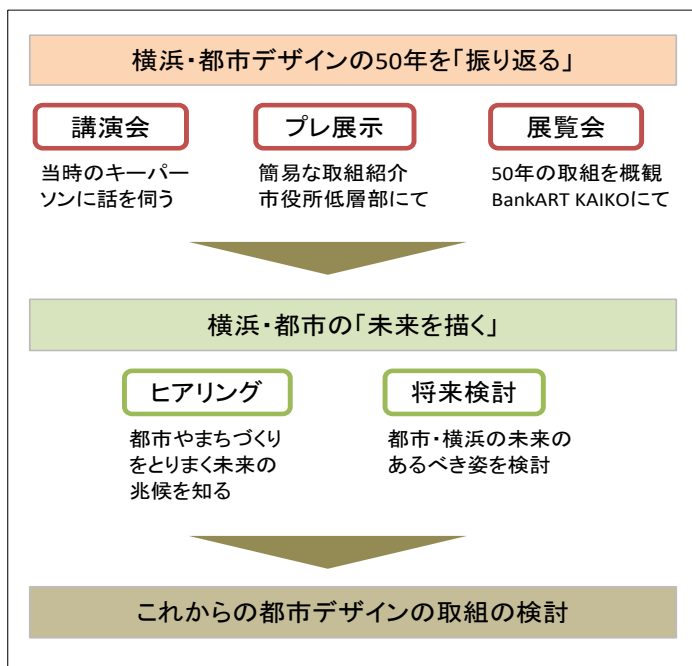 横浜・都市デザインの50年を「振り返る」
講演会
プレ展示
展覧会
当時のキーパー
ソンに話を伺う
簡易な取組紹介
市役所低層部にて
50年の取組を概観
BankART KAIKOにて
横浜・都市の「未来を描く」
ヒアリング
将来検討
都市やまちづくり
をとりまく未来の
兆候を知る
都市・横浜の未来の
あるべき姿を検討
これからの都市デザインの取組の検討